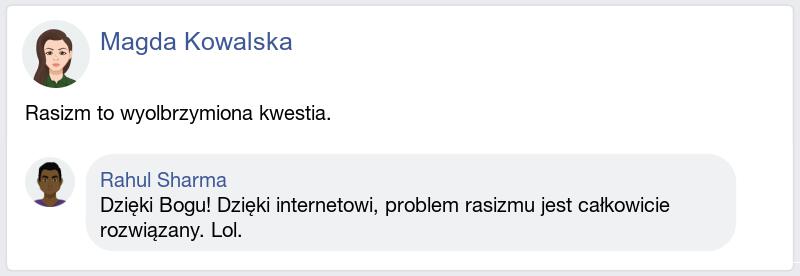 Magda Kowalska
Rasizm to wyolbrzymiona kwestia.
Rahul Sharma
Dzięki Bogu! Dzięki internetowi, problem rasizmu jest całkowicie
rozwiązany. Lol.